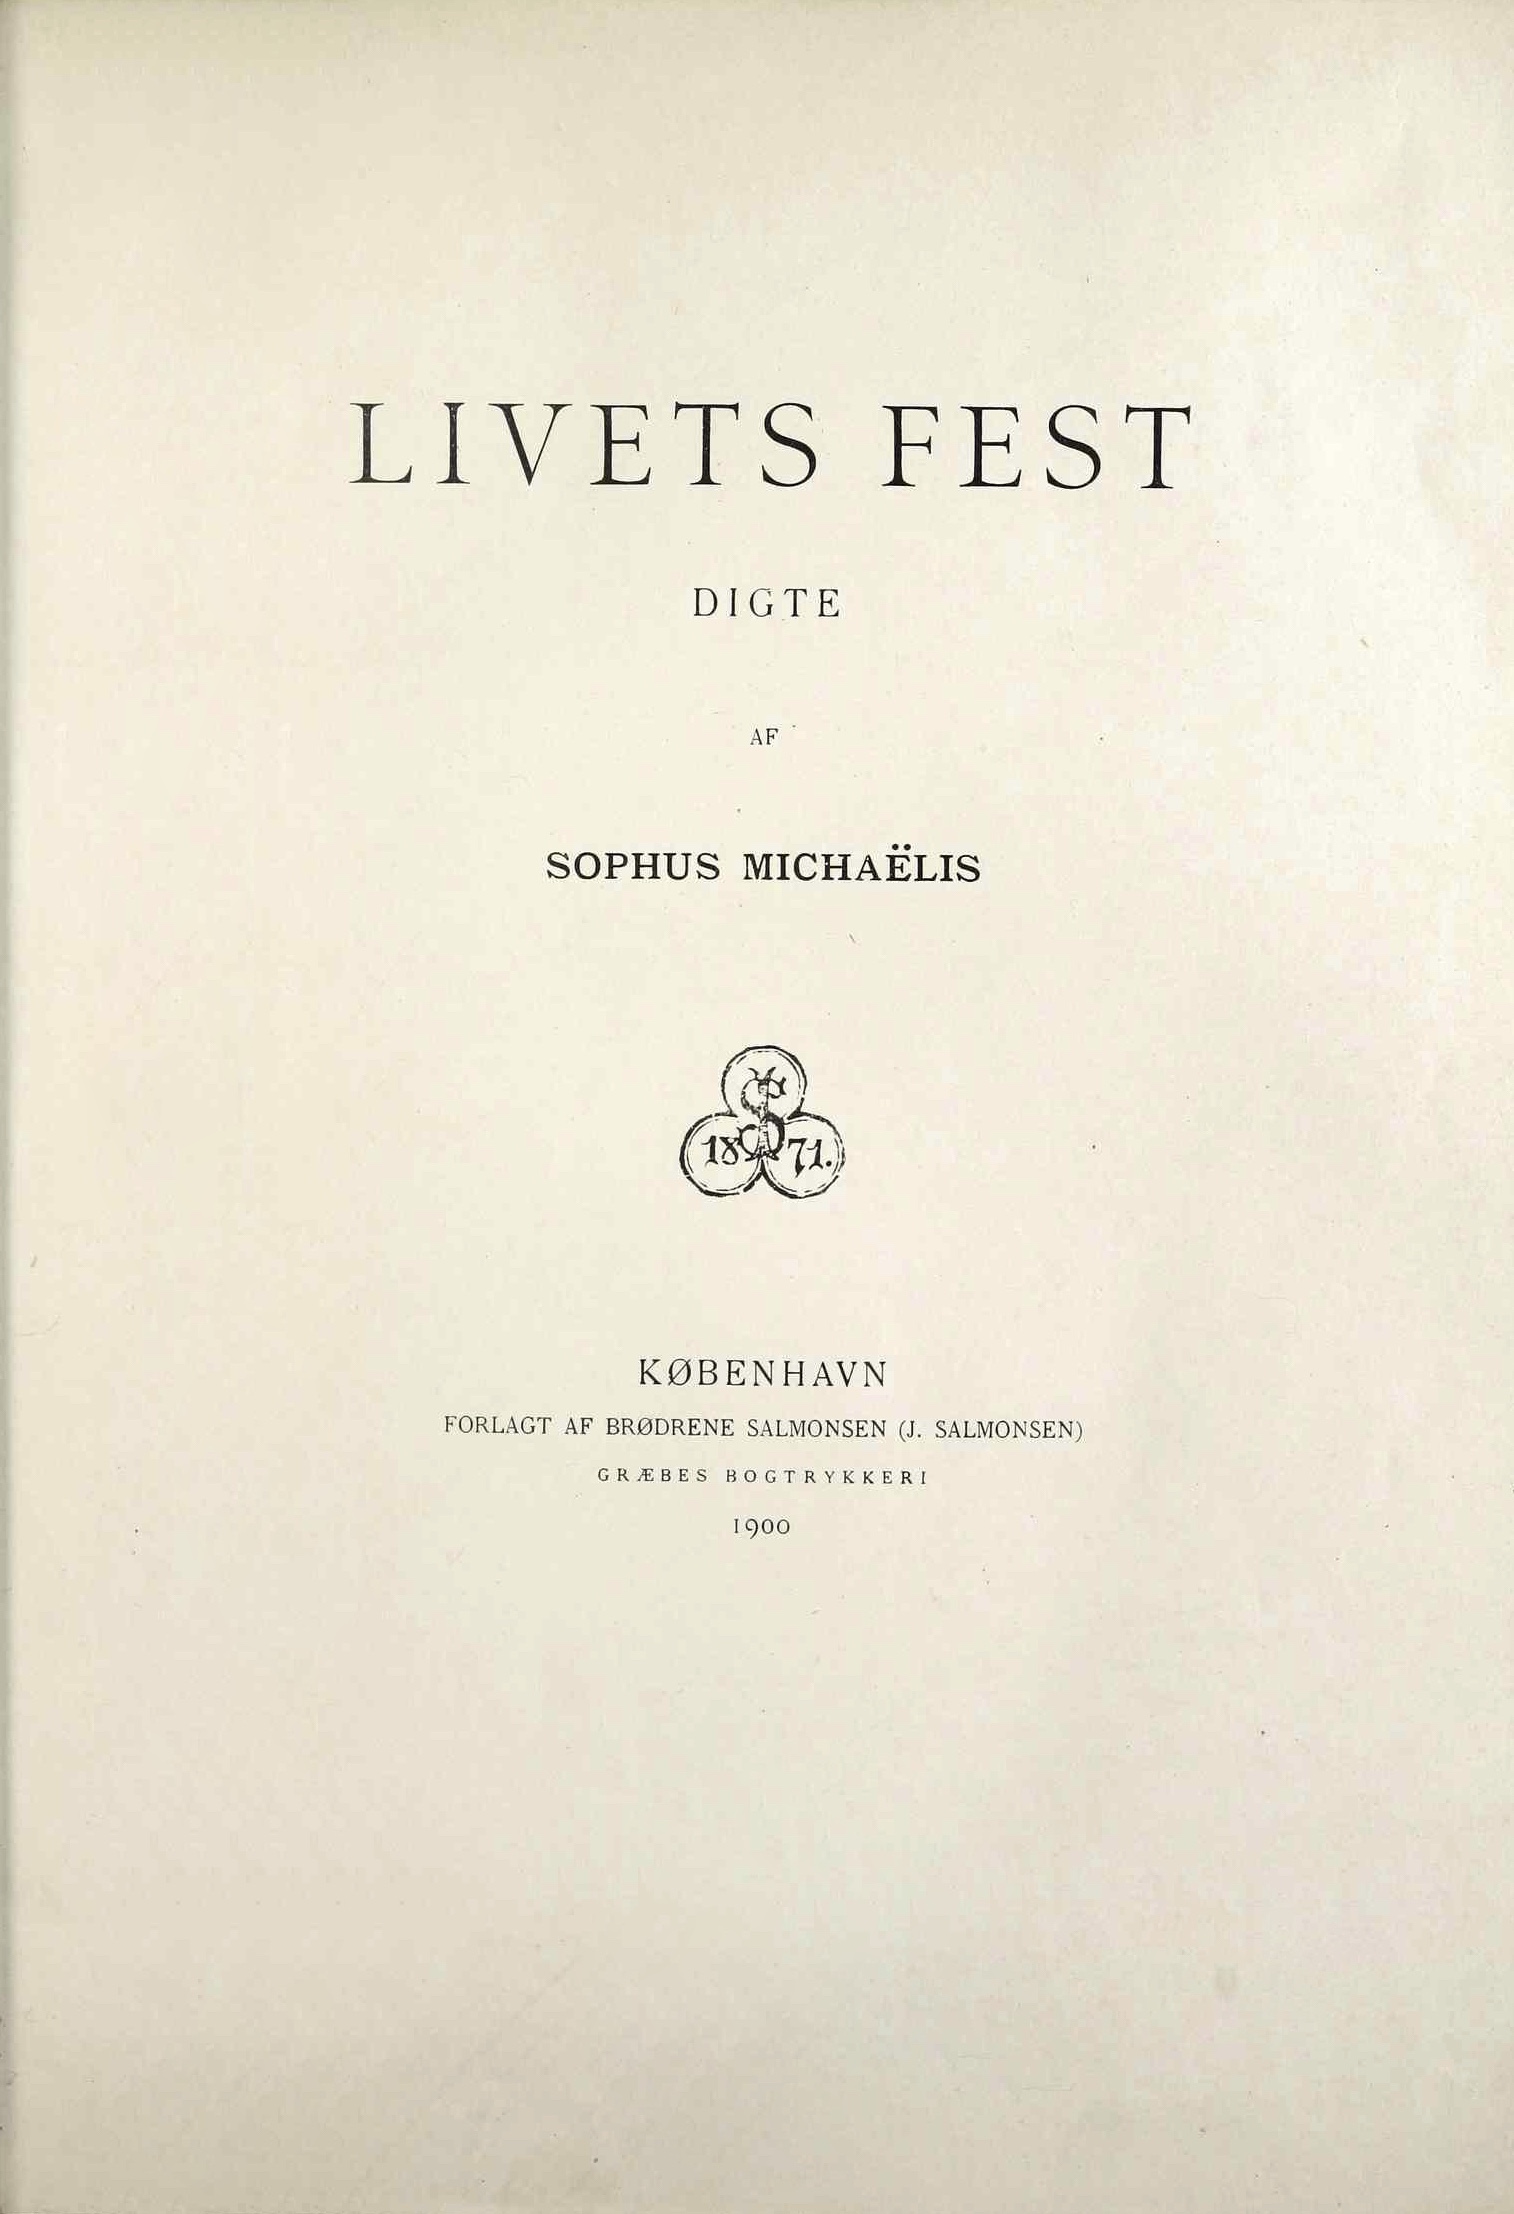 LIVETS FEST
DIGTE
AF
SOPHUS MICHAËLIS
1871.
KØBENHAVN
FORLAGT AF BRØDRENE SALMONSEN (J. SALMONSEN)
GRÆBES BOGTRYKKERI
1900